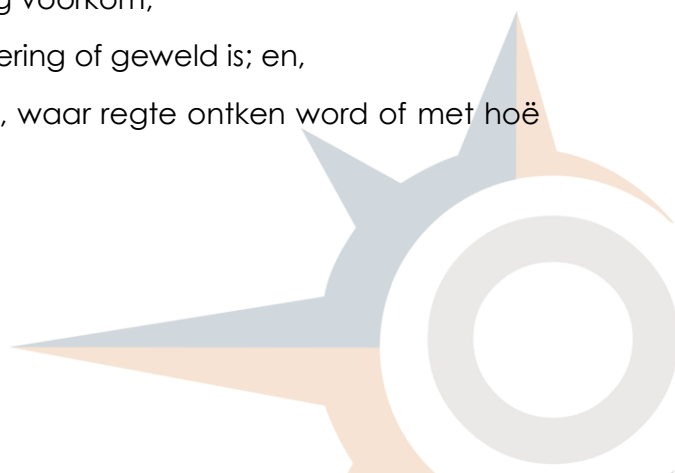 g voorkom;
ering of geweld is; en,
, waar regte ontken word of met hoë